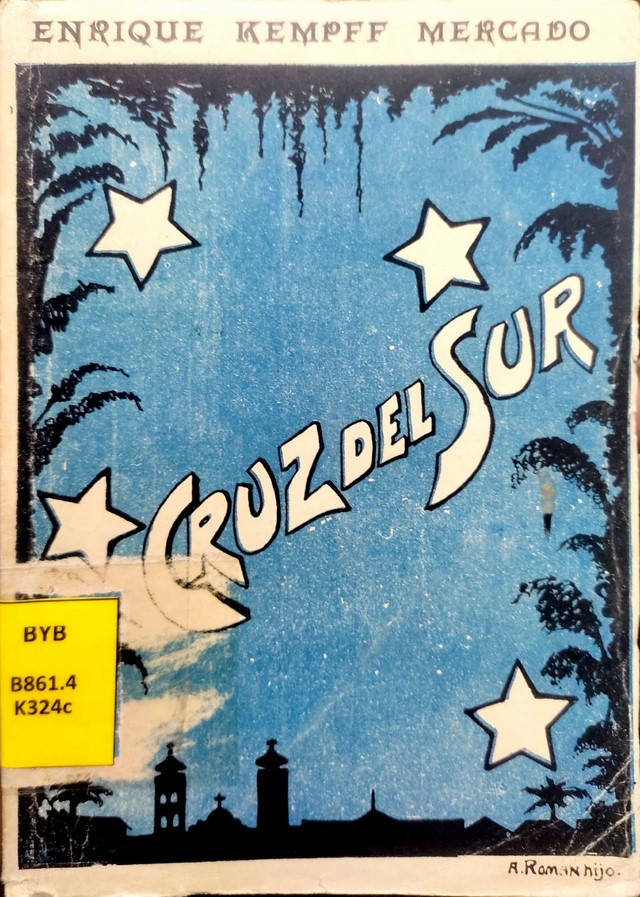 ENRIQUE KEMPFF MERCADO
CRUZ DEL SUR
BYB
B861.4
K324c
A. Roman hijo.